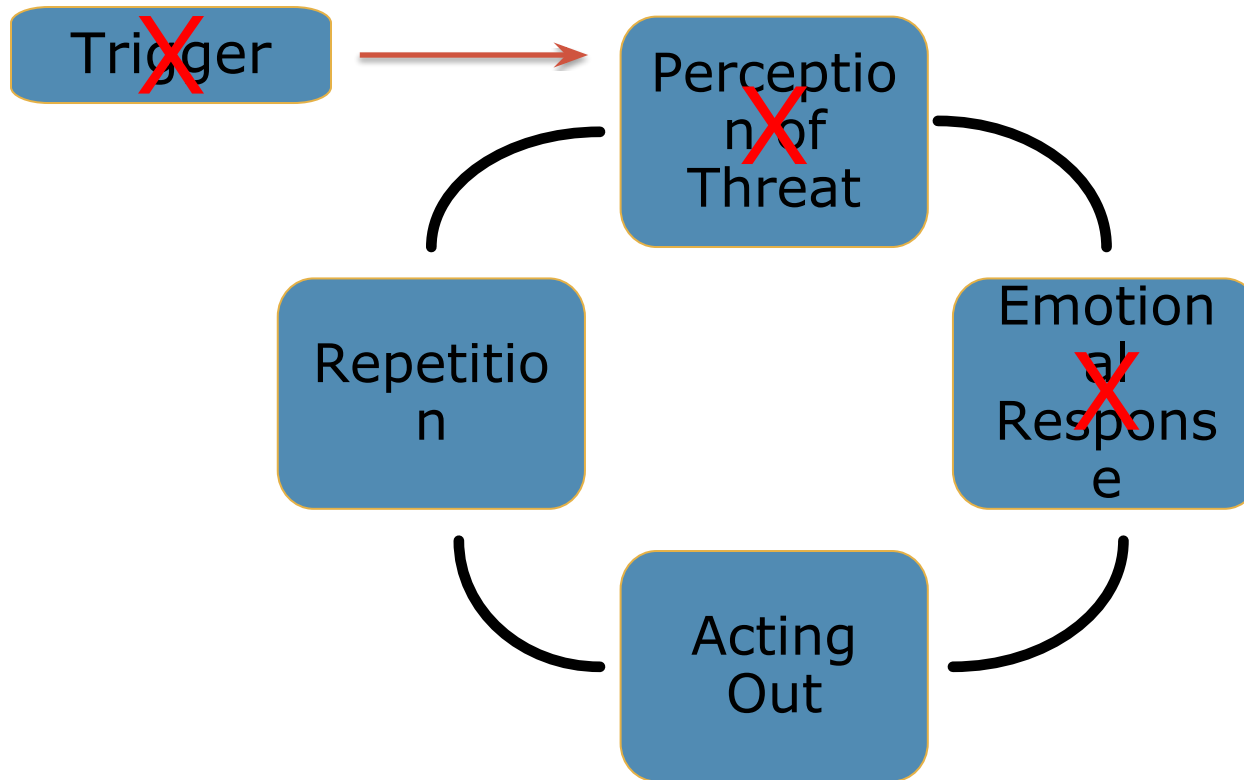 Trigger
X
Perceptio
n of
Threat
X
Emotion
al
Respons
e
X
Repetitio
n
Acting
Out